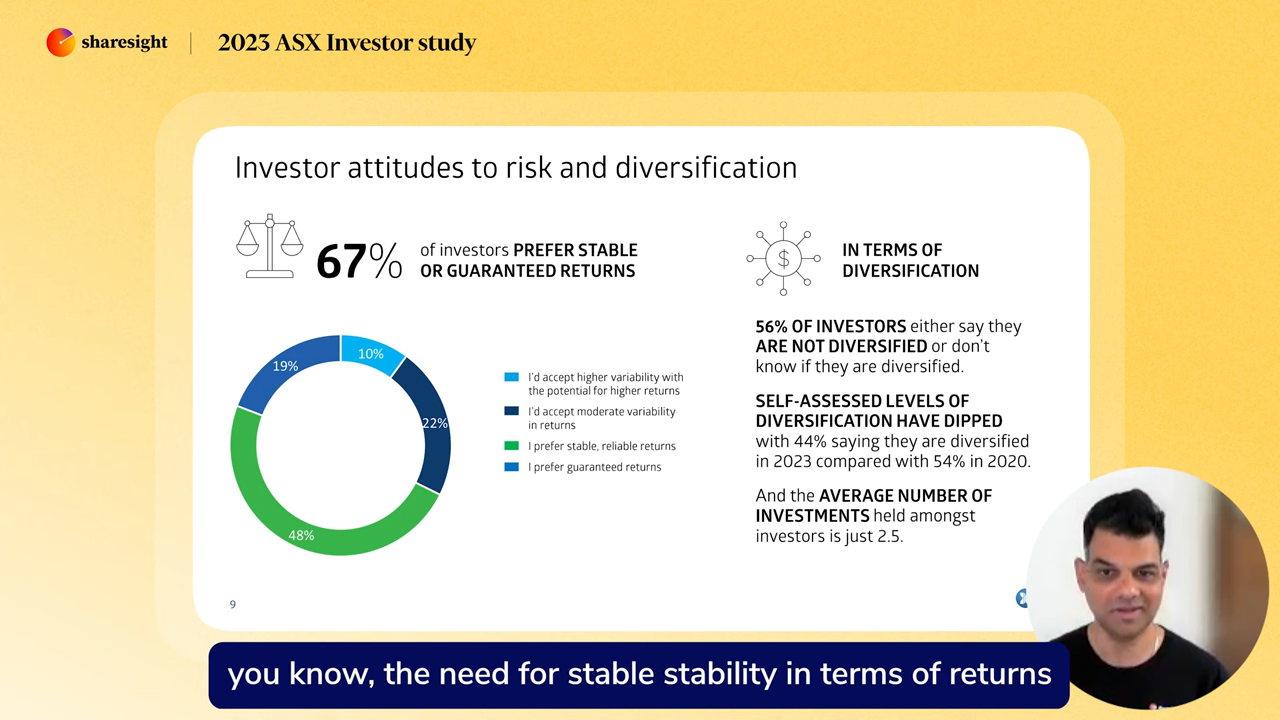 sharesight
2023 ASX Investor study
Investor attitudes to risk and diversification
67%
of investors PREFER STABLE
OR GUARANTEED RETURNS
10%
22%
48%
19%
I'd accept higher variability with
the potential for higher returns
I'd accept moderate variability
in returns
I prefer stable, reliable returns
I prefer guaranteed returns
IN TERMS OF
DIVERSIFICATION
56% OF INVESTORS either say they
ARE NOT DIVERSIFIED or don't
know if they are diversified.
SELF-ASSESSED LEVELS OF
DIVERSIFICATION HAVE DIPPED
with 44% saying they are diversified
in 2023 compared with 54% in 2020.
And the AVERAGE NUMBER OF
INVESTMENTS held amongst
investors is just 2.5.
9
you know, the need for stable stability in terms of returns